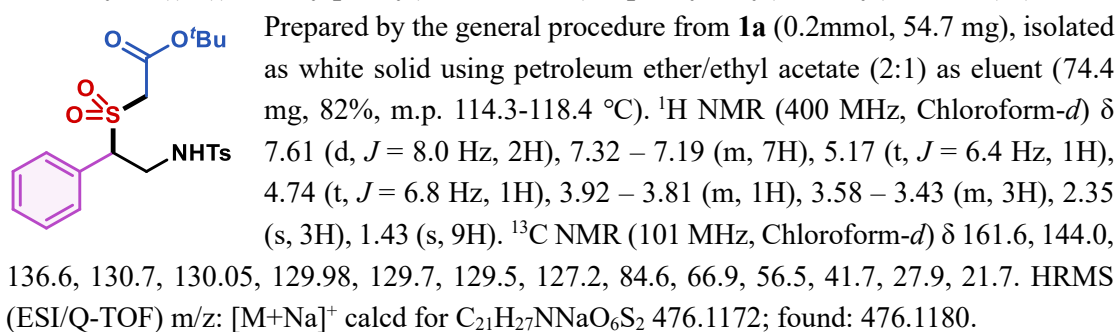 Prepared by the general procedure from 1a (0.2mmol, 54.7 mg), isolated
as white solid using petroleum ether/ethyl acetate (2:1) as eluent (74.4
mg, 82%, m.p. 114.3-118.4 °C). ¹H NMR (400 MHz, Chloroform-d) δ
7.61 (d, J = 8.0 Hz, 2H), 7.32 – 7.19 (m, 7H), 5.17 (t, J = 6.4 Hz, 1H),
4.74 (t, J = 6.8 Hz, 1H), 3.92 – 3.81 (m, 1H), 3.58 – 3.43 (m, 3H), 2.35
(s, 3H), 1.43 (s, 9H). ¹³C NMR (101 MHz, Chloroform-d) δ 161.6, 144.0,
136.6, 130.7, 130.05, 129.98, 129.7, 129.5, 127.2, 84.6, 66.9, 56.5, 41.7, 27.9, 21.7. HRMS
(ESI/Q-TOF) m/z: [M+Na]⁺ calcd for C₂₁H₂₇NNaO₆S₂ 476.1172; found: 476.1180.
O
OᵗBu
O
O=S
NHTs